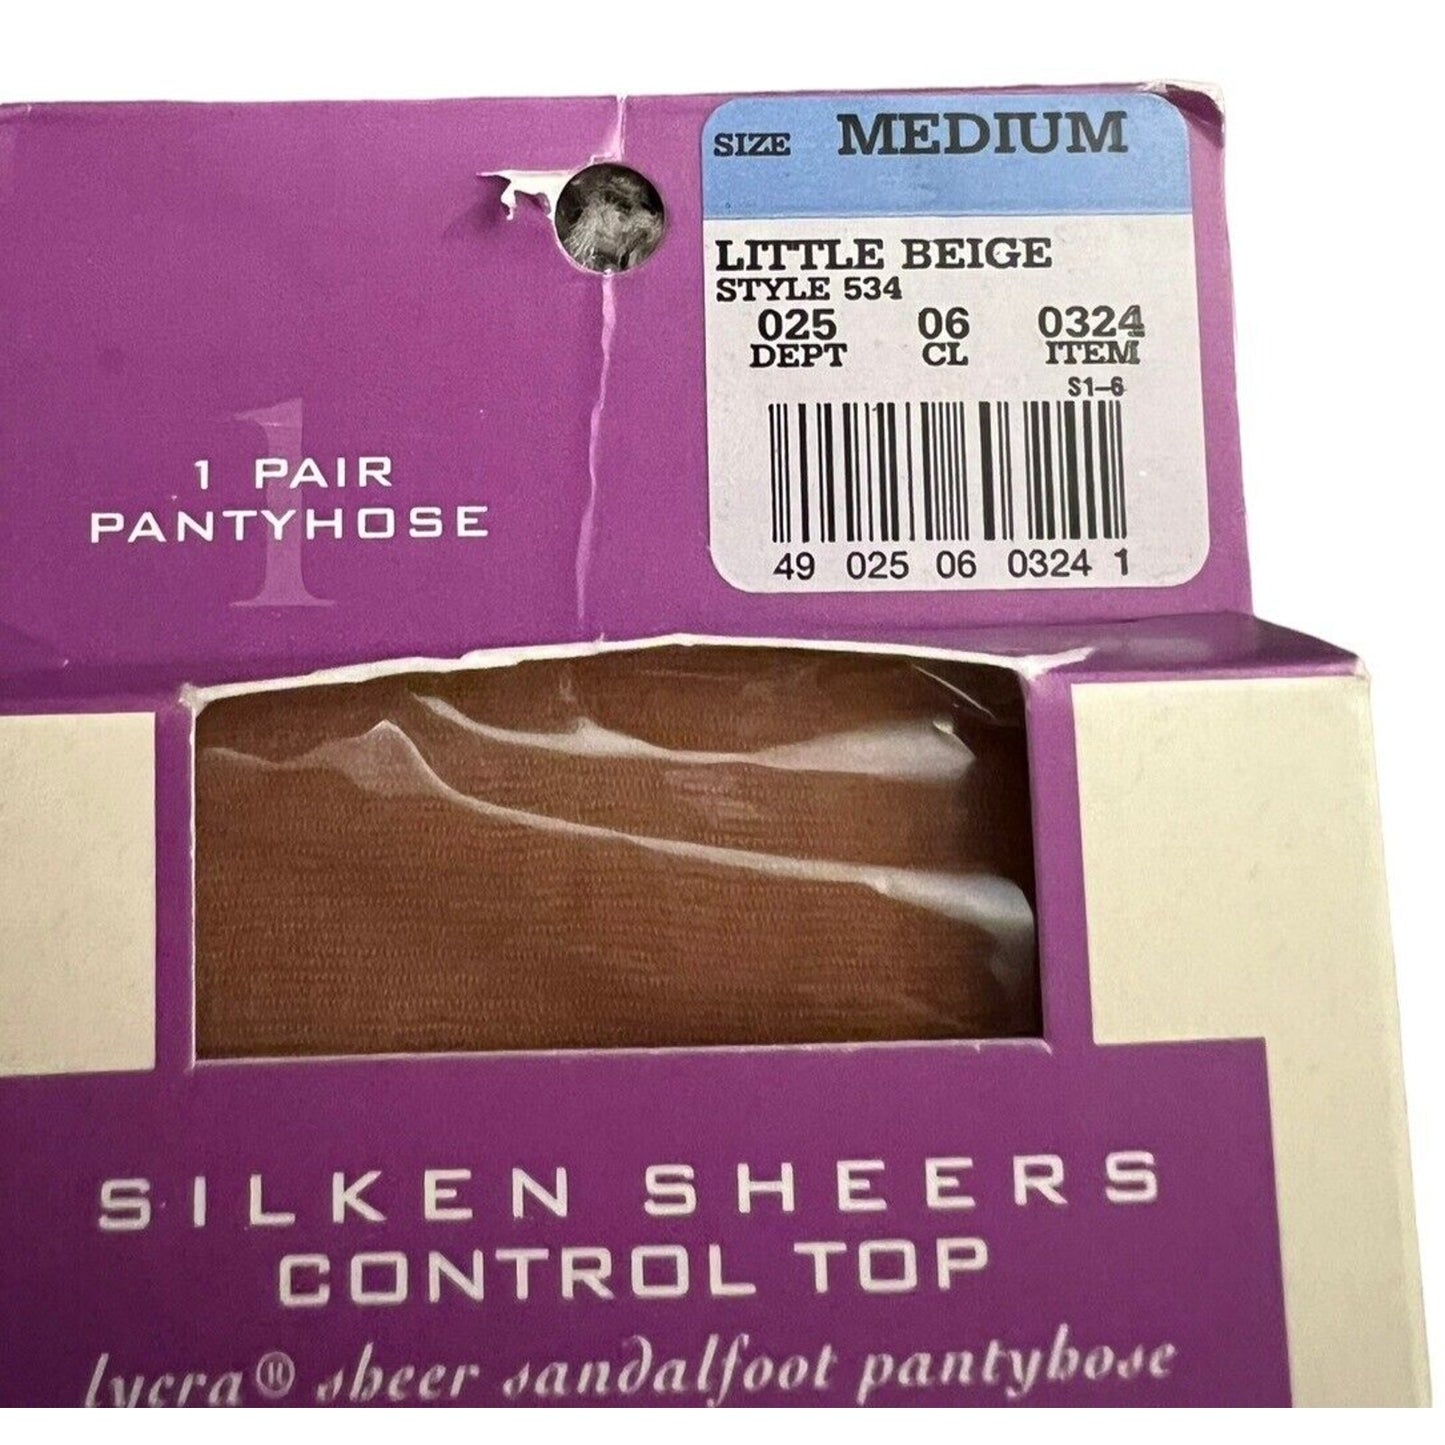 SIZE MEDIUM
LITTLE BEIGE
STYLE 534
025 06 0324
DEPT CL ITEM
S1-6
49 025 06 0324 1
1
1 PAIR
PANTYHOSE
SILKEN SHEERS
CONTROL TOP
lycra® sheer sandalfoot pantyhose